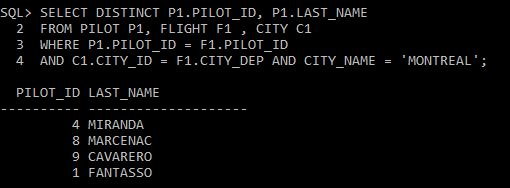 SQL> SELECT DISTINCT P1.PILOT_ID, P1.LAST_NAME
  2  FROM PILOT P1, FLIGHT F1 , CITY C1
  3  WHERE P1.PILOT_ID = F1.PILOT_ID
  4  AND C1.CITY_ID = F1.CITY_DEP AND CITY_NAME = 'MONTREAL';
  PILOT_ID LAST_NAME
---------- --------------------
         4 MIRANDA
         8 MARCENAC
         9 CAVARERO
         1 FANTASSO